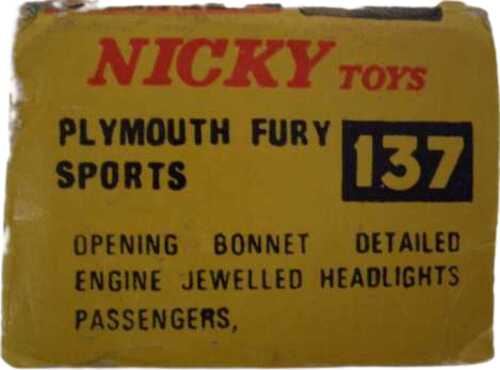 NICKY TOYS
PLYMOUTH FURY
SPORTS
137
OPENING BONNET DETAILED
ENGINE JEWELLED HEADLIGHTS
PASSENGERS,